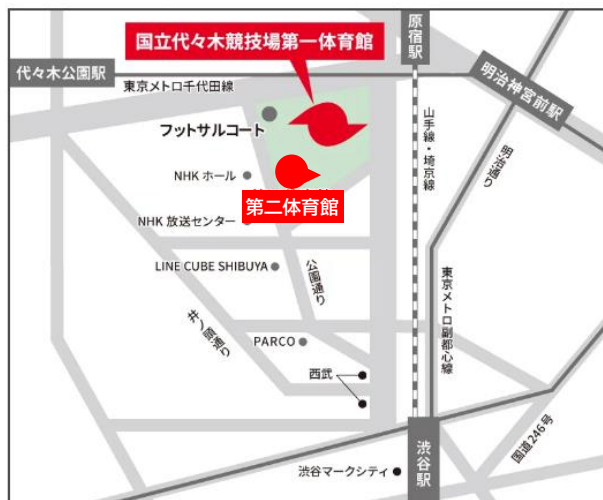 国立代々木競技場第一体育館
原宿駅
代々木公園駅
東京メトロ千代田線
明治神宮前駅
フットサルコート
山手線・埼京線
明治通り
NHK ホール
第二体育館
NHK 放送センター
LINE CUBE SHIBUYA
公園通り
東京メトロ副都心線
井ノ頭通り
PARCO
西武
国道246号
渋谷駅
渋谷マークシティ